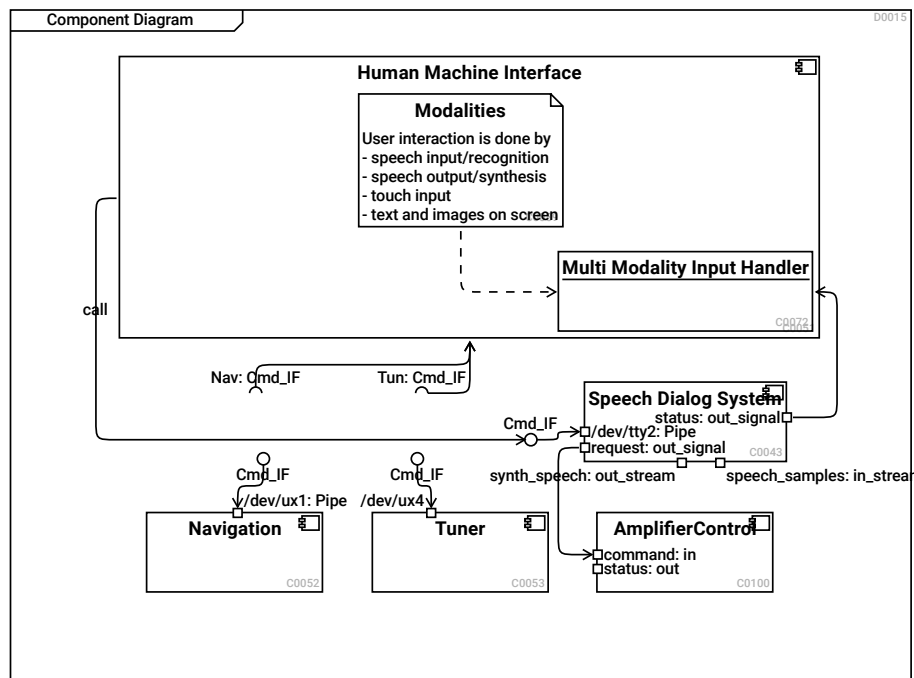 Component Diagram
D0015
Human Machine Interface
Modalities
User interaction is done by
- speech input/recognition
- speech output/synthesis
- touch input
- text and images on screen
Multi Modality Input Handler
C0072
call
Nav: Cmd_IF
Tun: Cmd_IF
Speech Dialog System
status: out_signal
Cmd_IF
/dev/tty2: Pipe
request: out_signal
C0043
Cmd_IF
Cmd_IF
synth_speech: out_stream
speech_samples: in_strea
/dev/ux1: Pipe
/dev/ux4
Navigation
C0052
Tuner
C0053
AmplifierControl
command: in
status: out
C0100